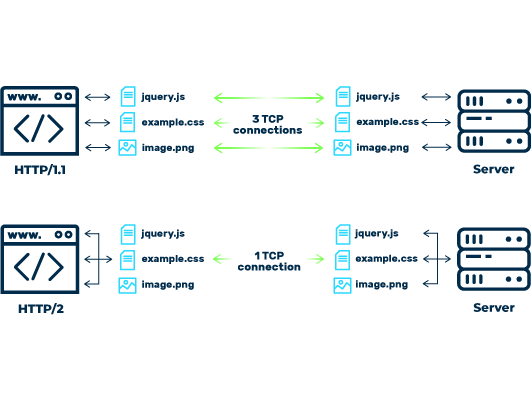 www.
jquery.js
jquery.js
example.css
3 TCP
connections
example.css
image.png
image.png
HTTP/1.1
Server
www.
jquery.js
jquery.js
example.css
1 TCP
connection
example.css
image.png
image.png
HTTP/2
Server